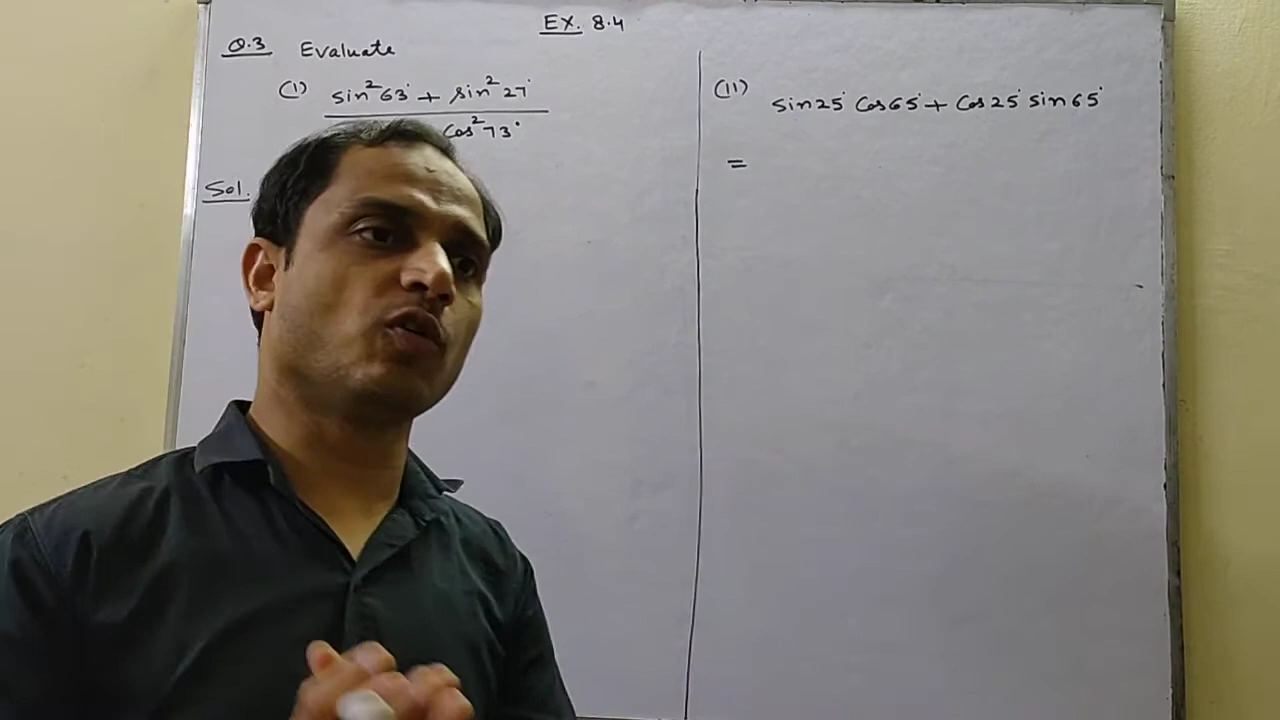 EX. 8.4
Q.3 Evaluate
(I) sin²63° + sin²27°
cos²73°
Sol.
(II) sin25° cos65° + cos25° sin65°
=